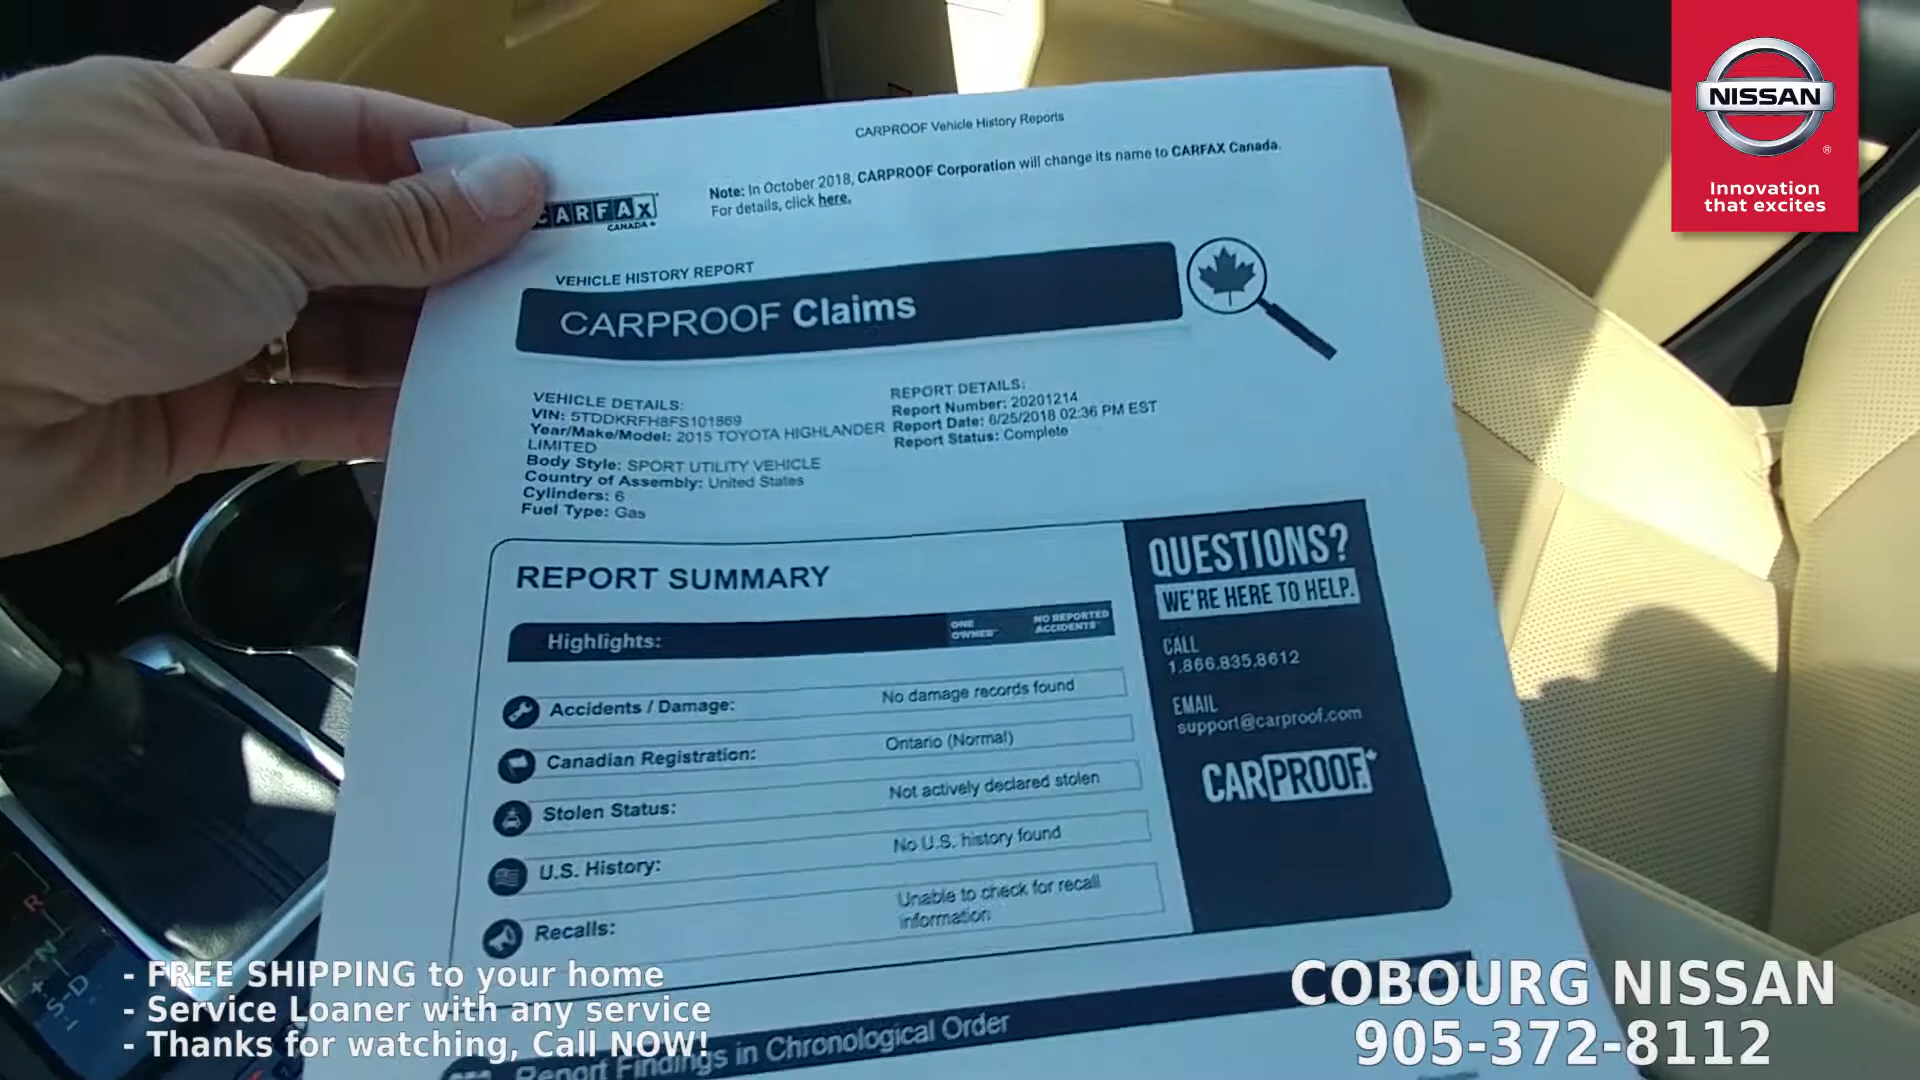 CARPROOF Vehicle History Reports
Note: In October 2018, CARPROOF Corporation will change its name to CARFAX Canada.
For details, click here.
CARFAX
CANADA
NISSAN
®
Innovation
that excites
VEHICLE HISTORY REPORT
CARPROOF Claims
VEHICLE DETAILS:
VIN: 5TDDKRFH8FS101869
Year/Make/Model: 2015 TOYOTA HIGHLANDER
LIMITED
Body Style: SPORT UTILITY VEHICLE
Country of Assembly: United States
Cylinders: 6
Fuel Type: Gas
REPORT DETAILS:
Report Number: 20201214
Report Date: 6/25/2018 02:36 PM EST
Report Status: Complete
REPORT SUMMARY
Highlights:
ONE
OWNER
NO REPORTED
ACCIDENTS
Accidents / Damage: No damage records found
Canadian Registration: Ontario (Normal)
Stolen Status: Not actively declared stolen
U.S. History: No U.S. history found
Recalls: Unable to check for recall
information
QUESTIONS?
WE'RE HERE TO HELP.
CALL
1.866.835.8612
EMAIL
support@carproof.com
CARPROOF
Report Findings in Chronological Order
R
N
S-D
- FREE SHIPPING to your home
- Service Loaner with any service
- Thanks for watching, Call NOW!
COBOURG NISSAN
905-372-8112